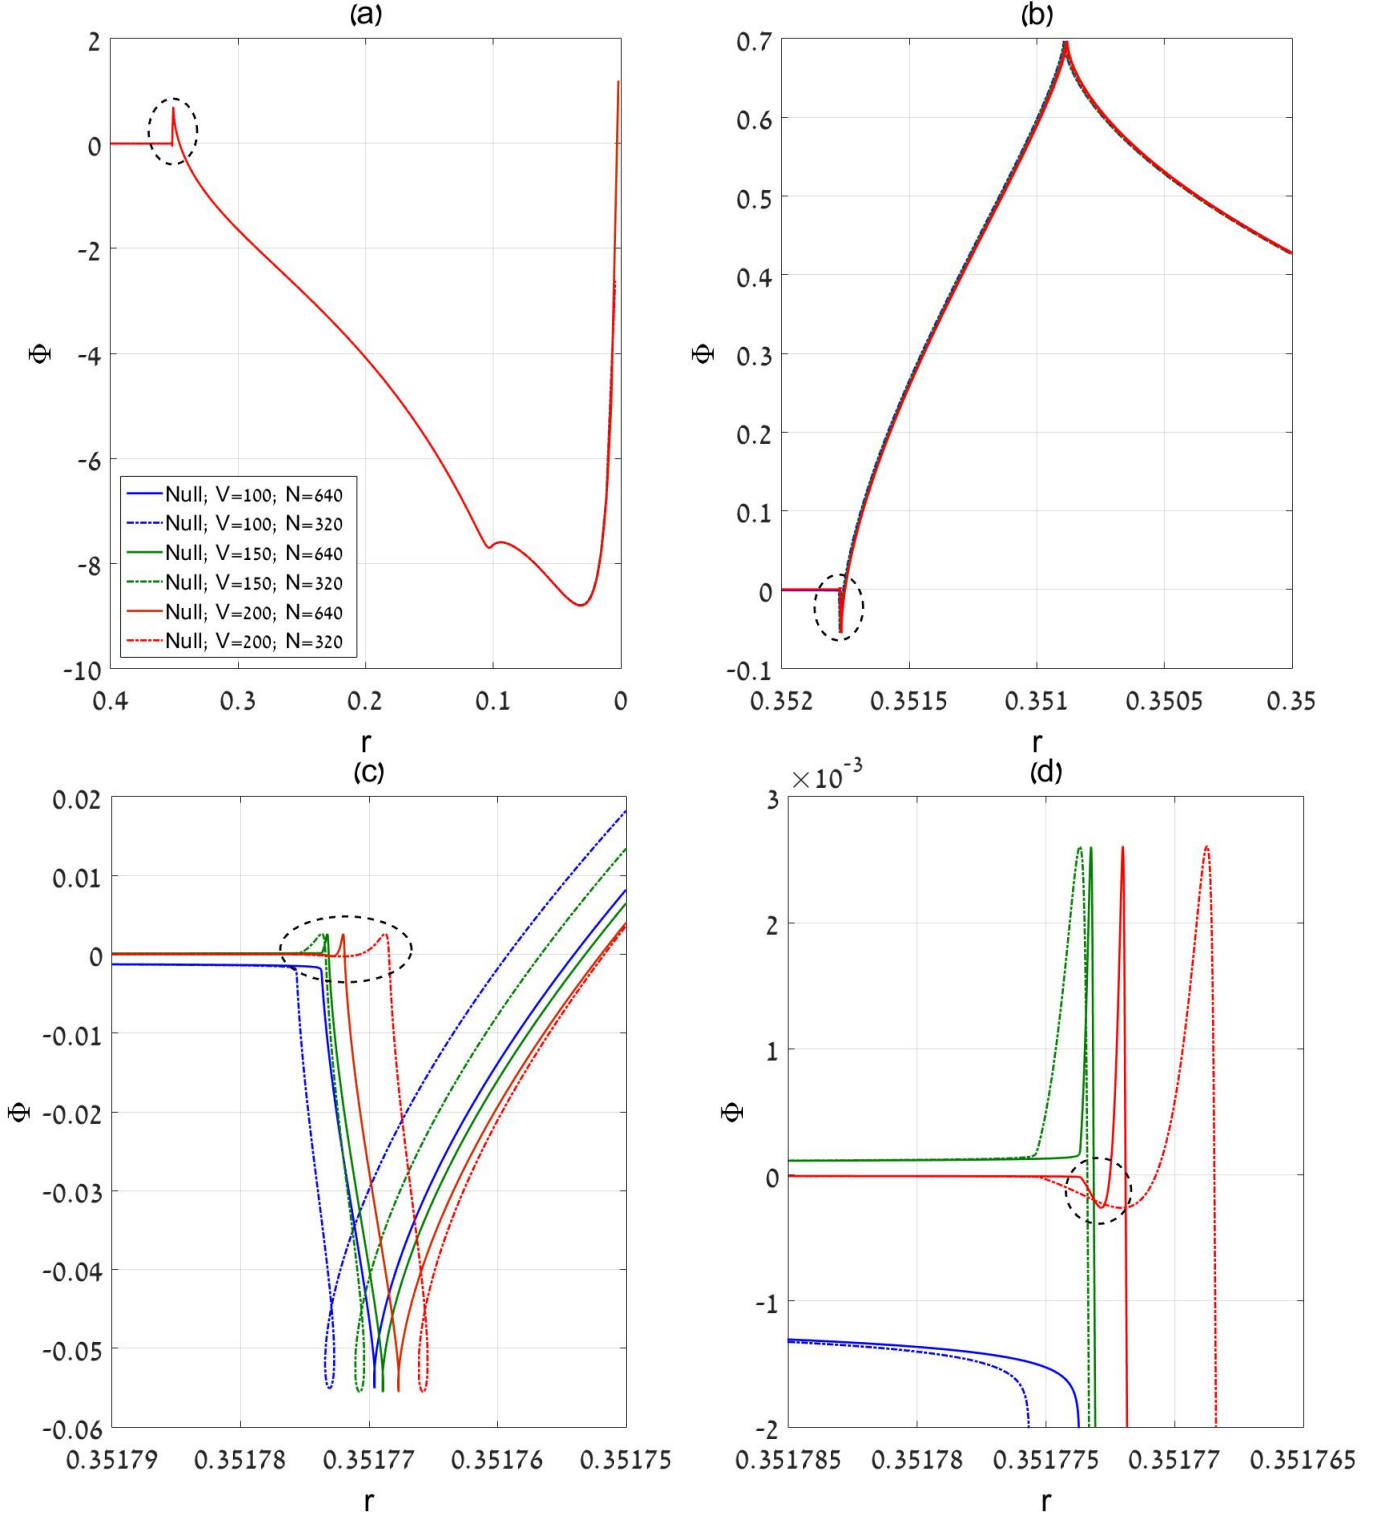 (a)
2
0
-2
-4
-6
-8
-10
Φ
Null; V=100; N=640
Null; V=100; N=320
Null; V=150; N=640
Null; V=150; N=320
Null; V=200; N=640
Null; V=200; N=320
0.4 0.3 0.2 0.1 0
r
(b)
0.7
0.6
0.5
0.4
0.3
0.2
0.1
0
-0.1
Φ
0.352 0.3515 0.351 0.3505 0.35
r
(c)
0.02
0.01
0
-0.01
-0.02
-0.03
-0.04
-0.05
-0.06
Φ
0.35179 0.35178 0.35177 0.35176 0.35175
r
(d)
×10⁻³
3
2
1
0
-1
-2
Φ
0.351785 0.35178 0.351775 0.35177 0.351765
r